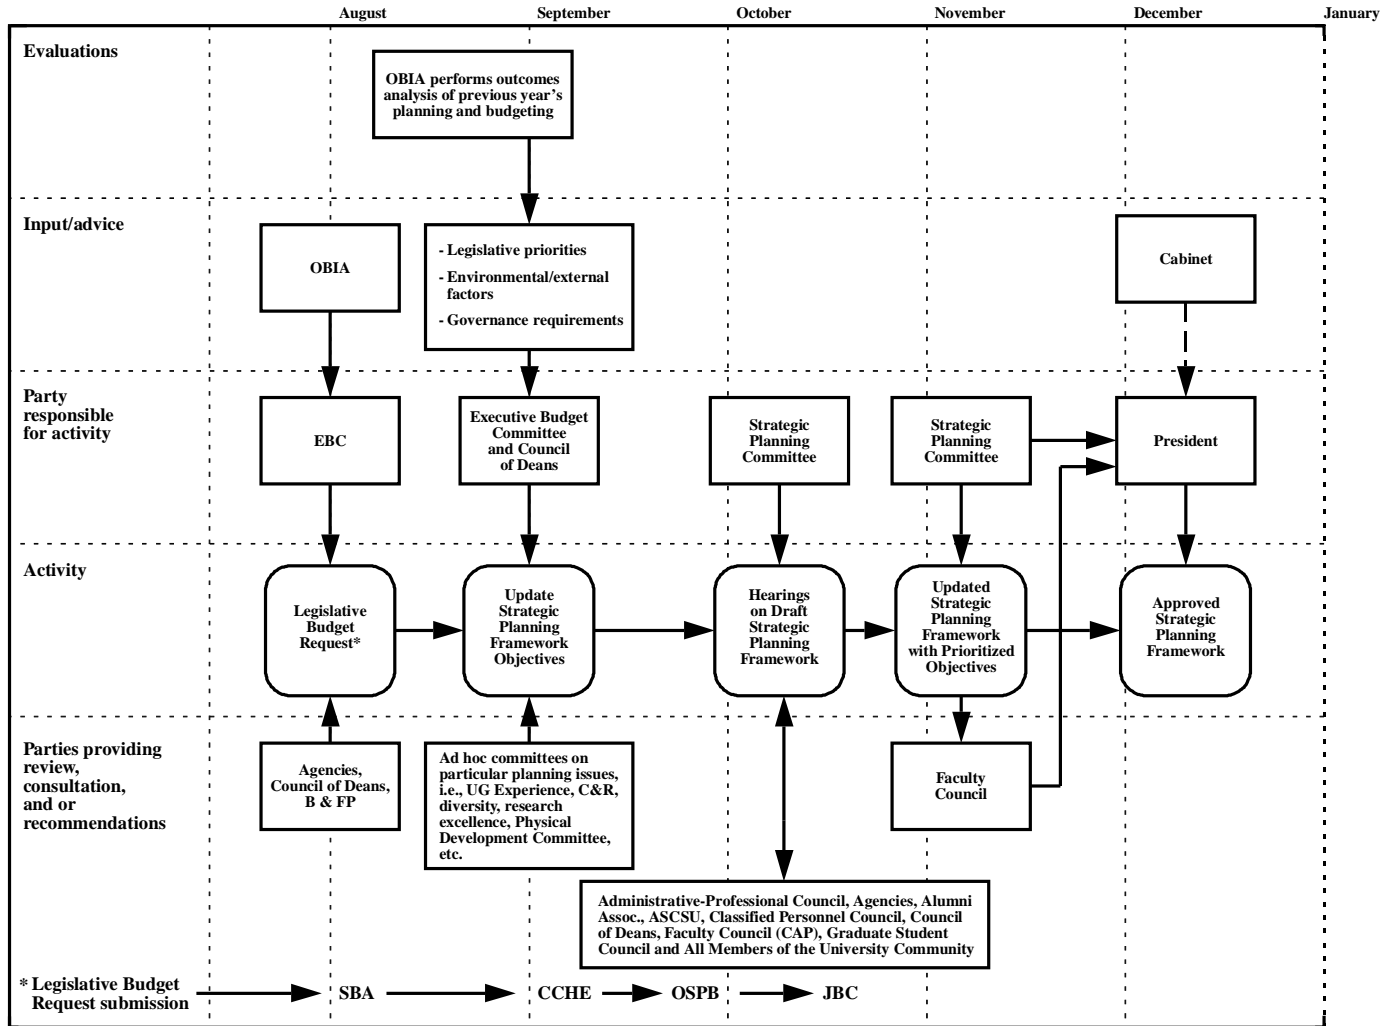 August
September
October
November
December
January
Evaluations
OBIA performs outcomes
analysis of previous year's
planning and budgeting
Input/advice
OBIA
- Legislative priorities
- Environmental/external
factors
- Governance requirements
Cabinet
Party
responsible
for activity
EBC
Executive Budget
Committee
and Council
of Deans
Strategic
Planning
Committee
Strategic
Planning
Committee
President
Activity
Legislative
Budget
Request*
Update
Strategic
Planning
Framework
Objectives
Hearings
on Draft
Strategic
Planning
Framework
Updated
Strategic
Planning
Framework
with Prioritized
Objectives
Approved
Strategic
Planning
Framework
Parties providing
review,
consultation,
and or
recommendations
Agencies,
Council of Deans,
B & FP
Ad hoc committees on
particular planning issues,
i.e., UG Experience, C&R,
diversity, research
excellence, Physical
Development Committee,
etc.
Faculty
Council
Administrative-Professional Council, Agencies, Alumni
Assoc., ASCSU, Classified Personnel Council, Council
of Deans, Faculty Council (CAP), Graduate Student
Council and All Members of the University Community
* Legislative Budget
Request submission
SBA
CCHE
OSPB
JBC